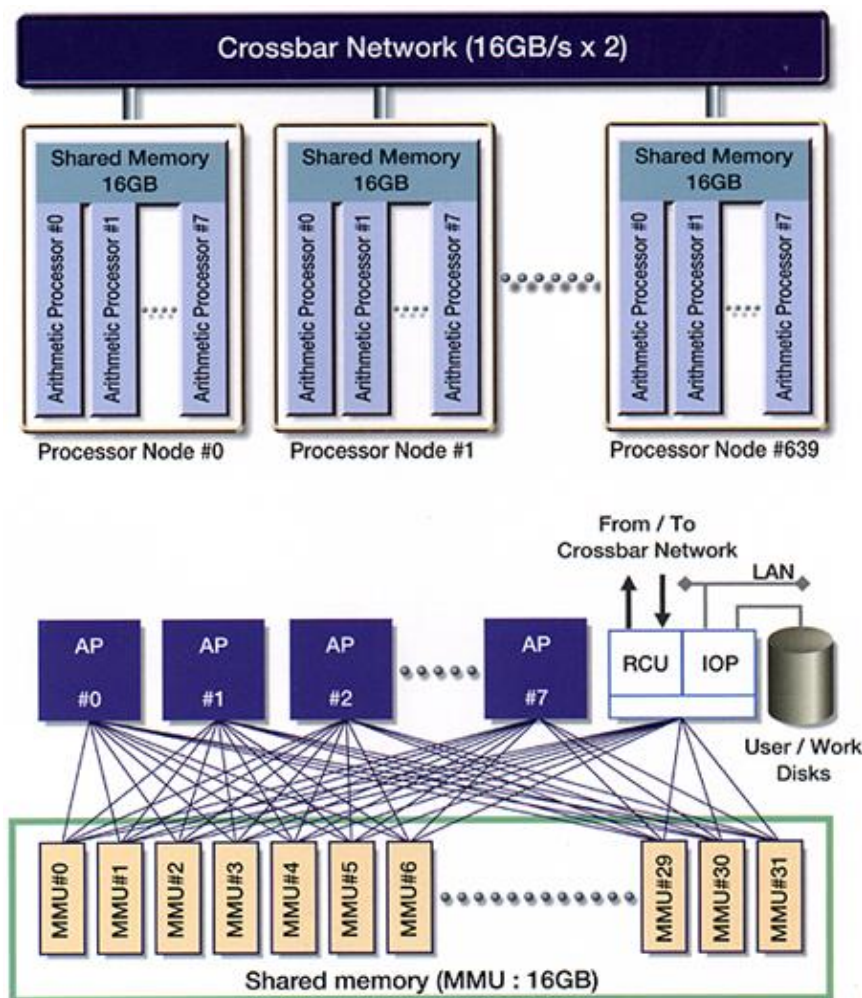 Crossbar Network (16GB/s x 2)
Shared Memory
16GB
Arithmetic Processor #0
Arithmetic Processor #1
Arithmetic Processor #7
Processor Node #0
Shared Memory
16GB
Arithmetic Processor #0
Arithmetic Processor #1
Arithmetic Processor #7
Processor Node #1
Shared Memory
16GB
Arithmetic Processor #0
Arithmetic Processor #1
Arithmetic Processor #7
Processor Node #639
From / To
Crossbar Network
LAN
AP
#0
AP
#1
AP
#2
AP
#7
RCU
IOP
User / Work
Disks
MMU#0
MMU#1
MMU#2
MMU#3
MMU#4
MMU#5
MMU#6
MMU#29
MMU#30
MMU#31
Shared memory (MMU : 16GB)